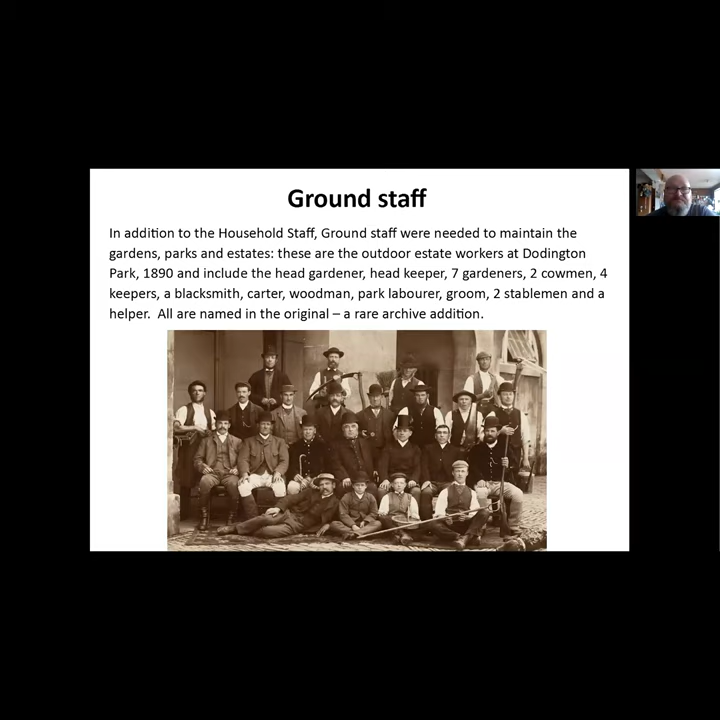 Ground staff
In addition to the Household Staff, Ground staff were needed to maintain the
gardens, parks and estates: these are the outdoor estate workers at Dodington
Park, 1890 and include the head gardener, head keeper, 7 gardeners, 2 cowmen, 4
keepers, a blacksmith, carter, woodman, park labourer, groom, 2 stablemen and a
helper.  All are named in the original – a rare archive addition.